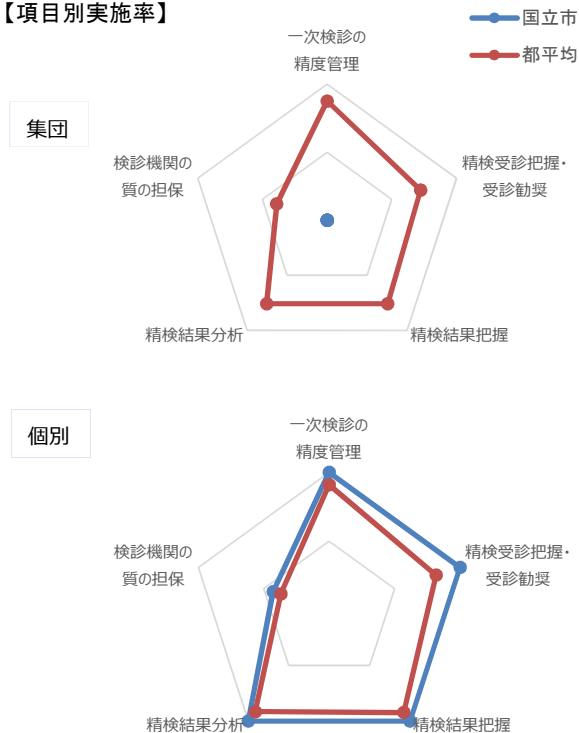 【項目別実施率】
国立市
都平均
集団
一次検診の
精度管理
検診機関の
質の担保
精検受診把握・
受診勧奨
精検結果分析
精検結果把握
個別
一次検診の
精度管理
検診機関の
質の担保
精検受診把握・
受診勧奨
精検結果分析
精検結果把握